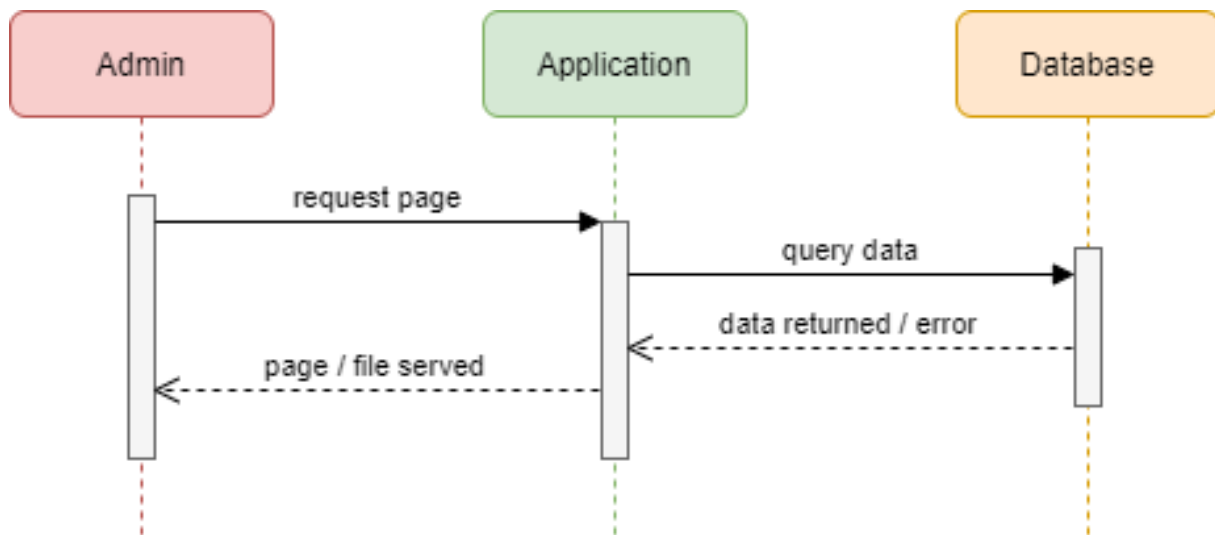 Admin
Application
Database
request page
query data
data returned / error
page / file served